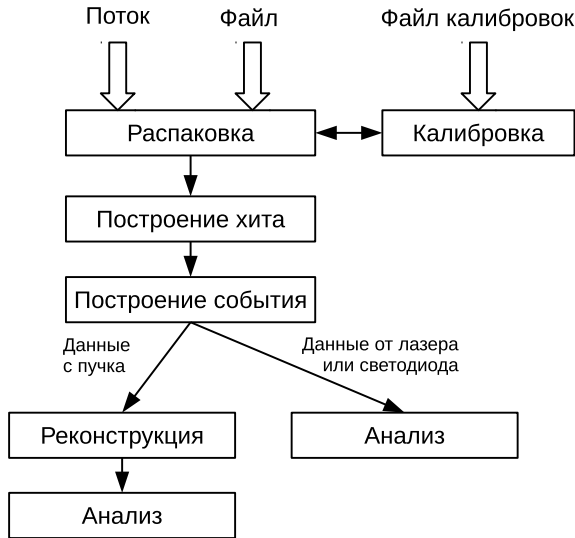 Поток
Файл
Файл калибровок
Распаковка
Калибровка
Построение хита
Построение события
Данные
с пучка
Данные от лазера
или светодиода
Реконструкция
Анализ
Анализ